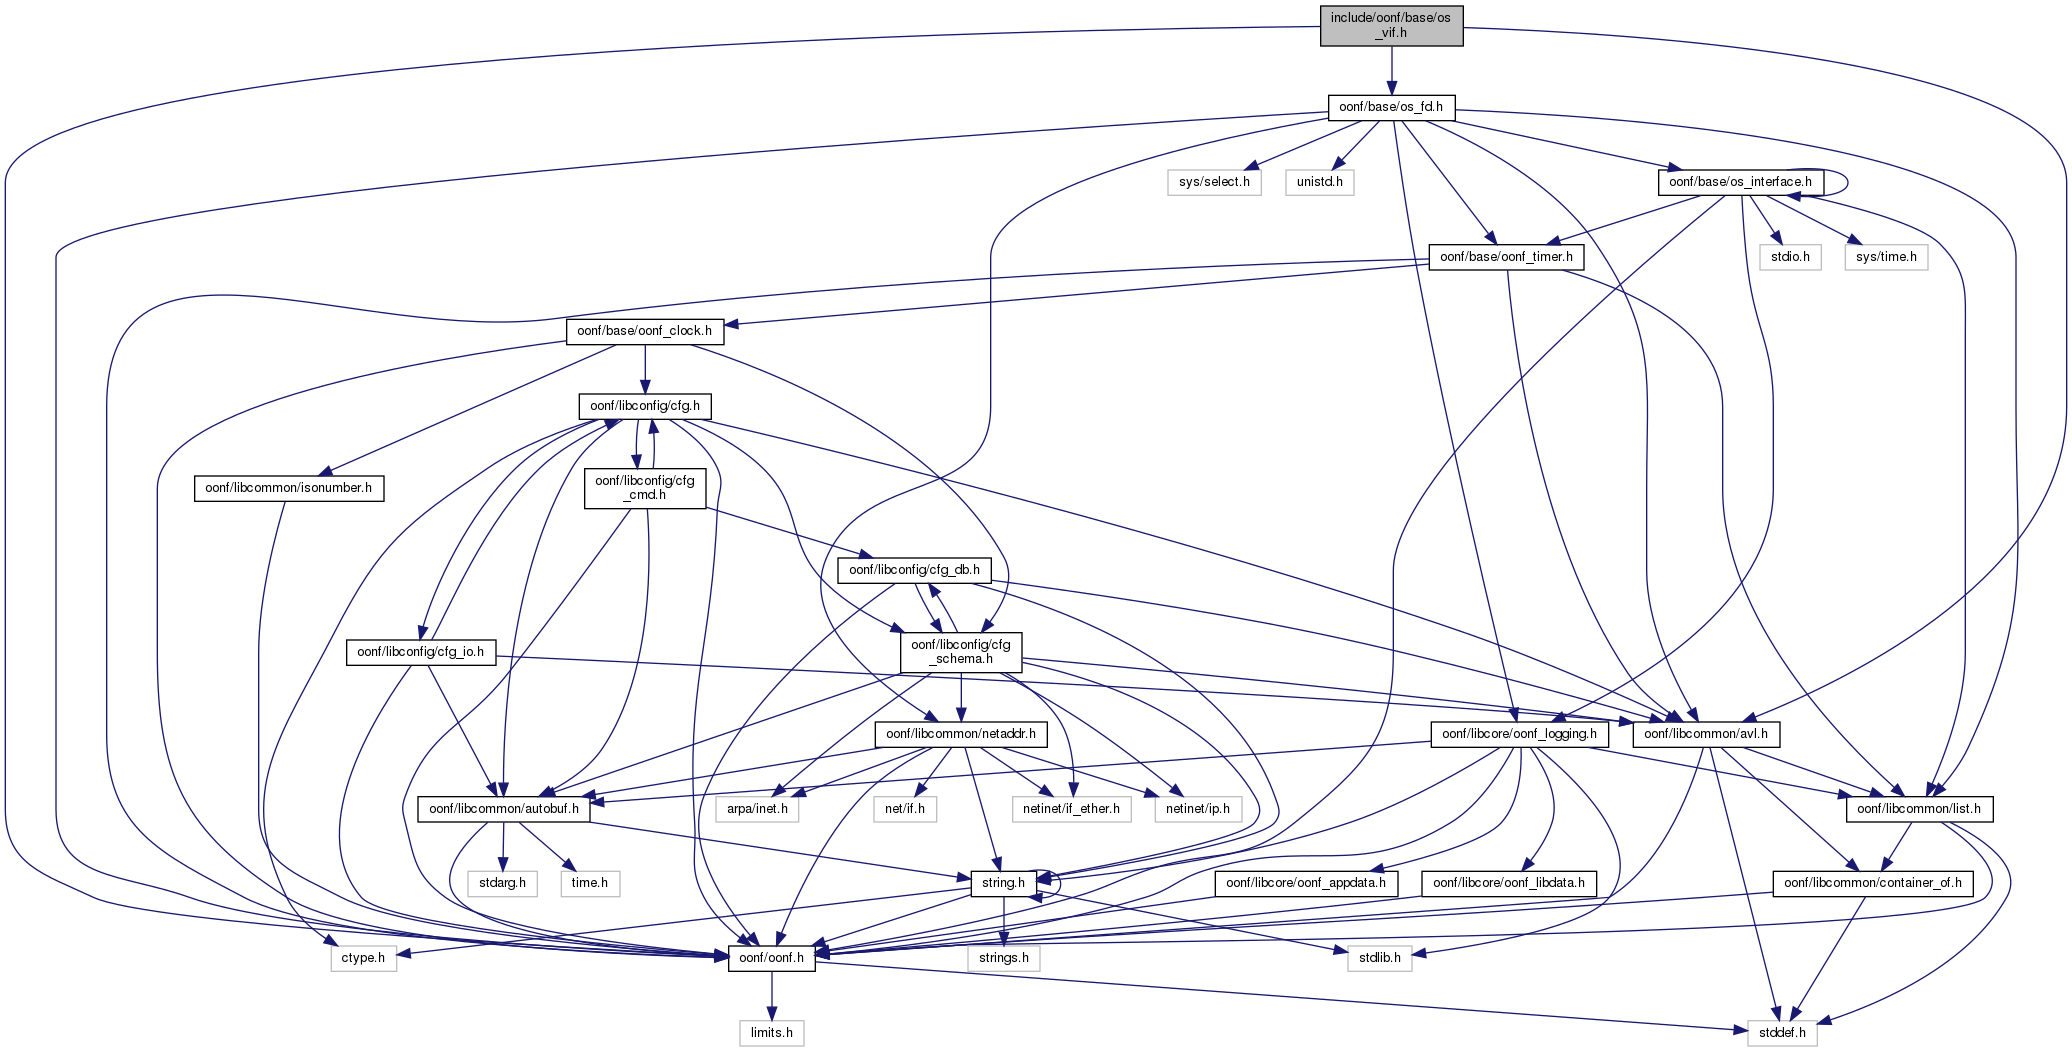 include/oonf/base/os
_vif.h
oonf/base/os_fd.h
sys/select.h
unistd.h
oonf/base/os_interface.h
oonf/base/oonf_timer.h
stdio.h
sys/time.h
oonf/base/oonf_clock.h
oonf/libconfig/cfg.h
oonf/libcommon/isonumber.h
oonf/libconfig/cfg
_cmd.h
oonf/libconfig/cfg_db.h
oonf/libconfig/cfg_io.h
oonf/libconfig/cfg
_schema.h
oonf/libcommon/netaddr.h
oonf/libcore/oonf_logging.h
oonf/libcommon/avl.h
oonf/libcommon/autobuf.h
arpa/inet.h
net/if.h
netinet/if_ether.h
netinet/ip.h
oonf/libcommon/list.h
stdarg.h
time.h
string.h
oonf/libcore/oonf_appdata.h
oonf/libcore/oonf_libdata.h
oonf/libcommon/container_of.h
ctype.h
oonf/oonf.h
strings.h
stdlib.h
limits.h
stddef.h